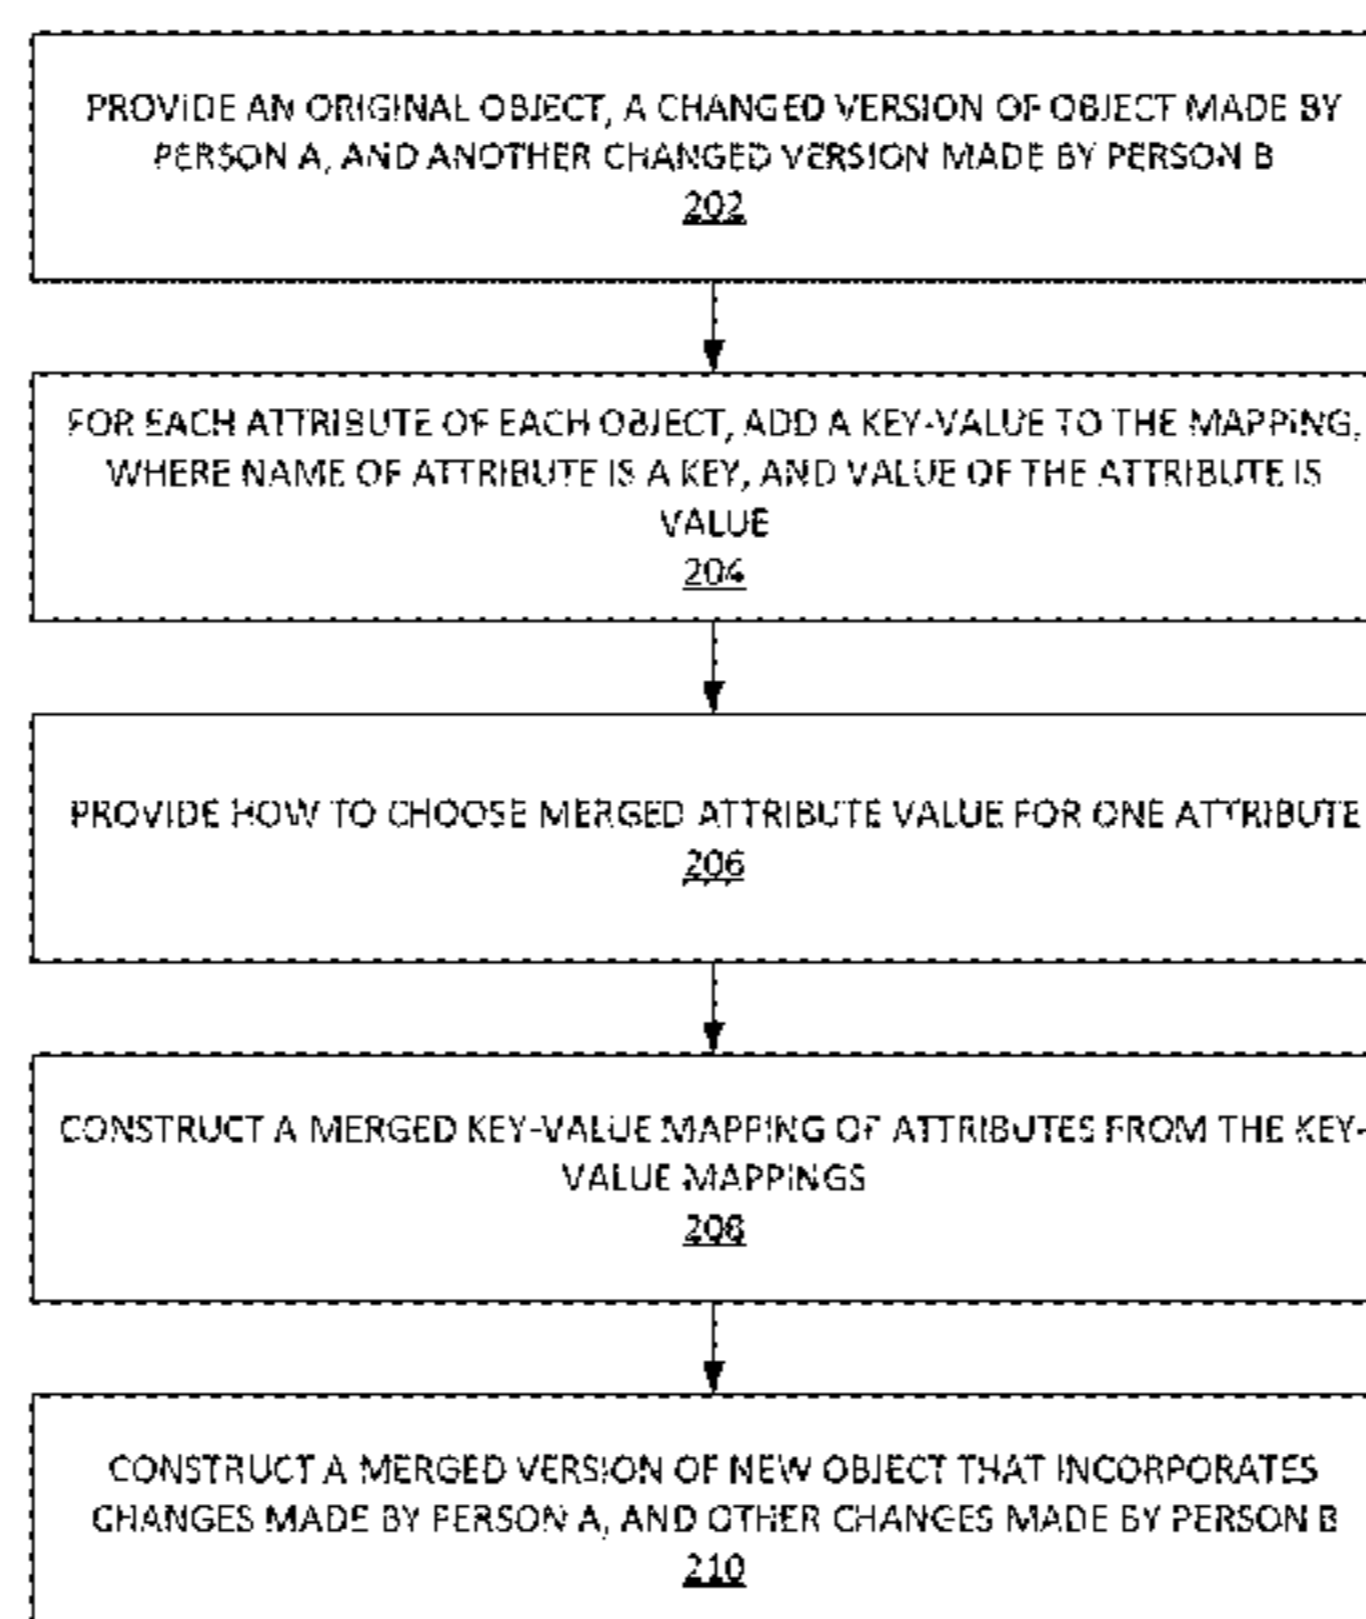 PROVIDE AN ORIGINAL OBJECT, A CHANGED VERSION OF OBJECT MADE BY
PERSON A, AND ANOTHER CHANGED VERSION MADE BY PERSON B
202
FOR EACH ATTRIBUTE OF EACH OBJECT, ADD A KEY-VALUE TO THE MAPPING,
WHERE NAME OF ATTRIBUTE IS A KEY, AND VALUE OF THE ATTRIBUTE IS
VALUE
204
PROVIDE HOW TO CHOOSE MERGED ATTRIBUTE VALUE FOR ONE ATTRIBUTE
206
CONSTRUCT A MERGED KEY-VALUE MAPPING OF ATTRIBUTES FROM THE KEY-
VALUE MAPPINGS
208
CONSTRUCT A MERGED VERSION OF NEW OBJECT THAT INCORPORATES
CHANGES MADE BY PERSON A, AND OTHER CHANGES MADE BY PERSON B
210